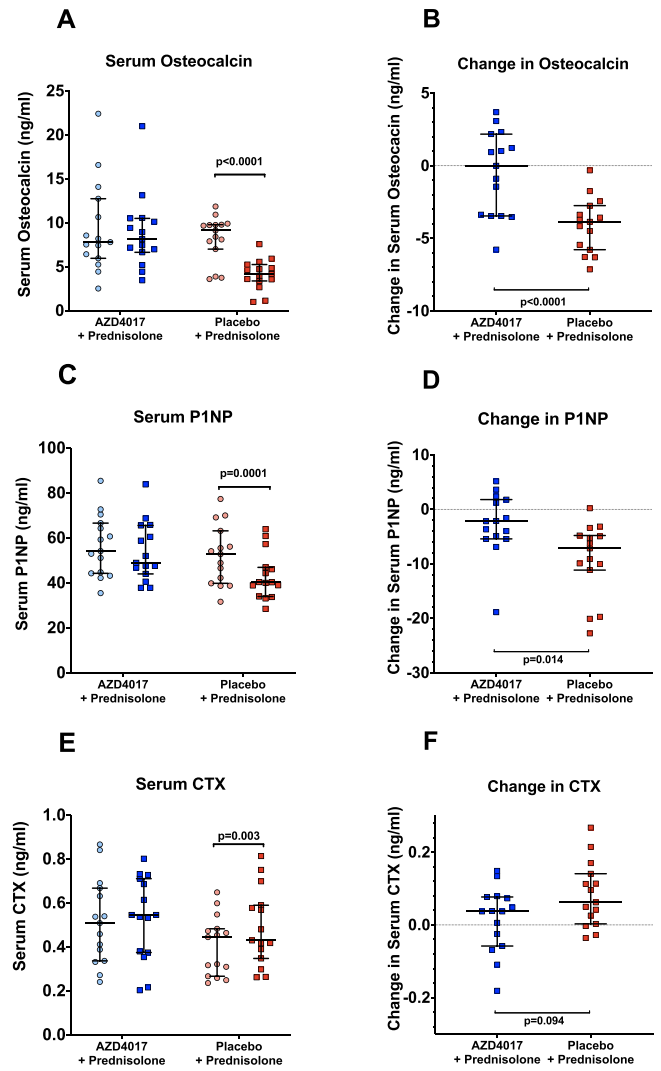 A
Serum Osteocalcin
Serum Osteocalcin (ng/ml)
25
20
15
10
5
0
p<0.0001
AZD4017
+ Prednisolone
Placebo
+ Prednisolone
B
Change in Osteocalcin
Change in Serum Osteocacin (ng/ml)
5
0
-5
-10
p<0.0001
AZD4017
+ Prednisolone
Placebo
+ Prednisolone
C
Serum P1NP
Serum P1NP (ng/ml)
100
80
60
40
20
0
p=0.0001
AZD4017
+ Prednisolone
Placebo
+ Prednisolone
D
Change in P1NP
Change in Serum P1NP (ng/ml)
10
0
-10
-20
-30
p=0.014
AZD4017
+ Prednisolone
Placebo
+ Prednisolone
E
Serum CTX
Serum CTX (ng/ml)
1.0
0.8
0.6
0.4
0.2
0.0
p=0.003
AZD4017
+ Prednisolone
Placebo
+ Prednisolone
F
Change in CTX
Change in Serum CTX (ng/ml)
0.2
0.0
-0.2
p=0.094
AZD4017
+ Prednisolone
Placebo
+ Prednisolone